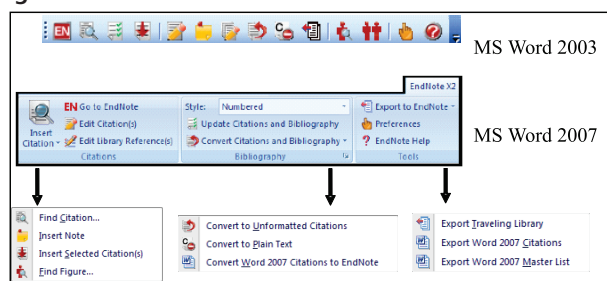 EN
MS Word 2003
EndNote X2
Insert Citation
EN Go to EndNote
Edit Citation(s)
Edit Library Reference(s)
Citations
Style: Numbered
Update Citations and Bibliography
Convert Citations and Bibliography
Bibliography
Export to EndNote
Preferences
? EndNote Help
Tools
MS Word 2007
Find Citation...
Insert Note
Insert Selected Citation(s)
Find Figure...
Convert to Unformatted Citations
Convert to Plain Text
Convert Word 2007 Citations to EndNote
Export Traveling Library
Export Word 2007 Citations
Export Word 2007 Master List